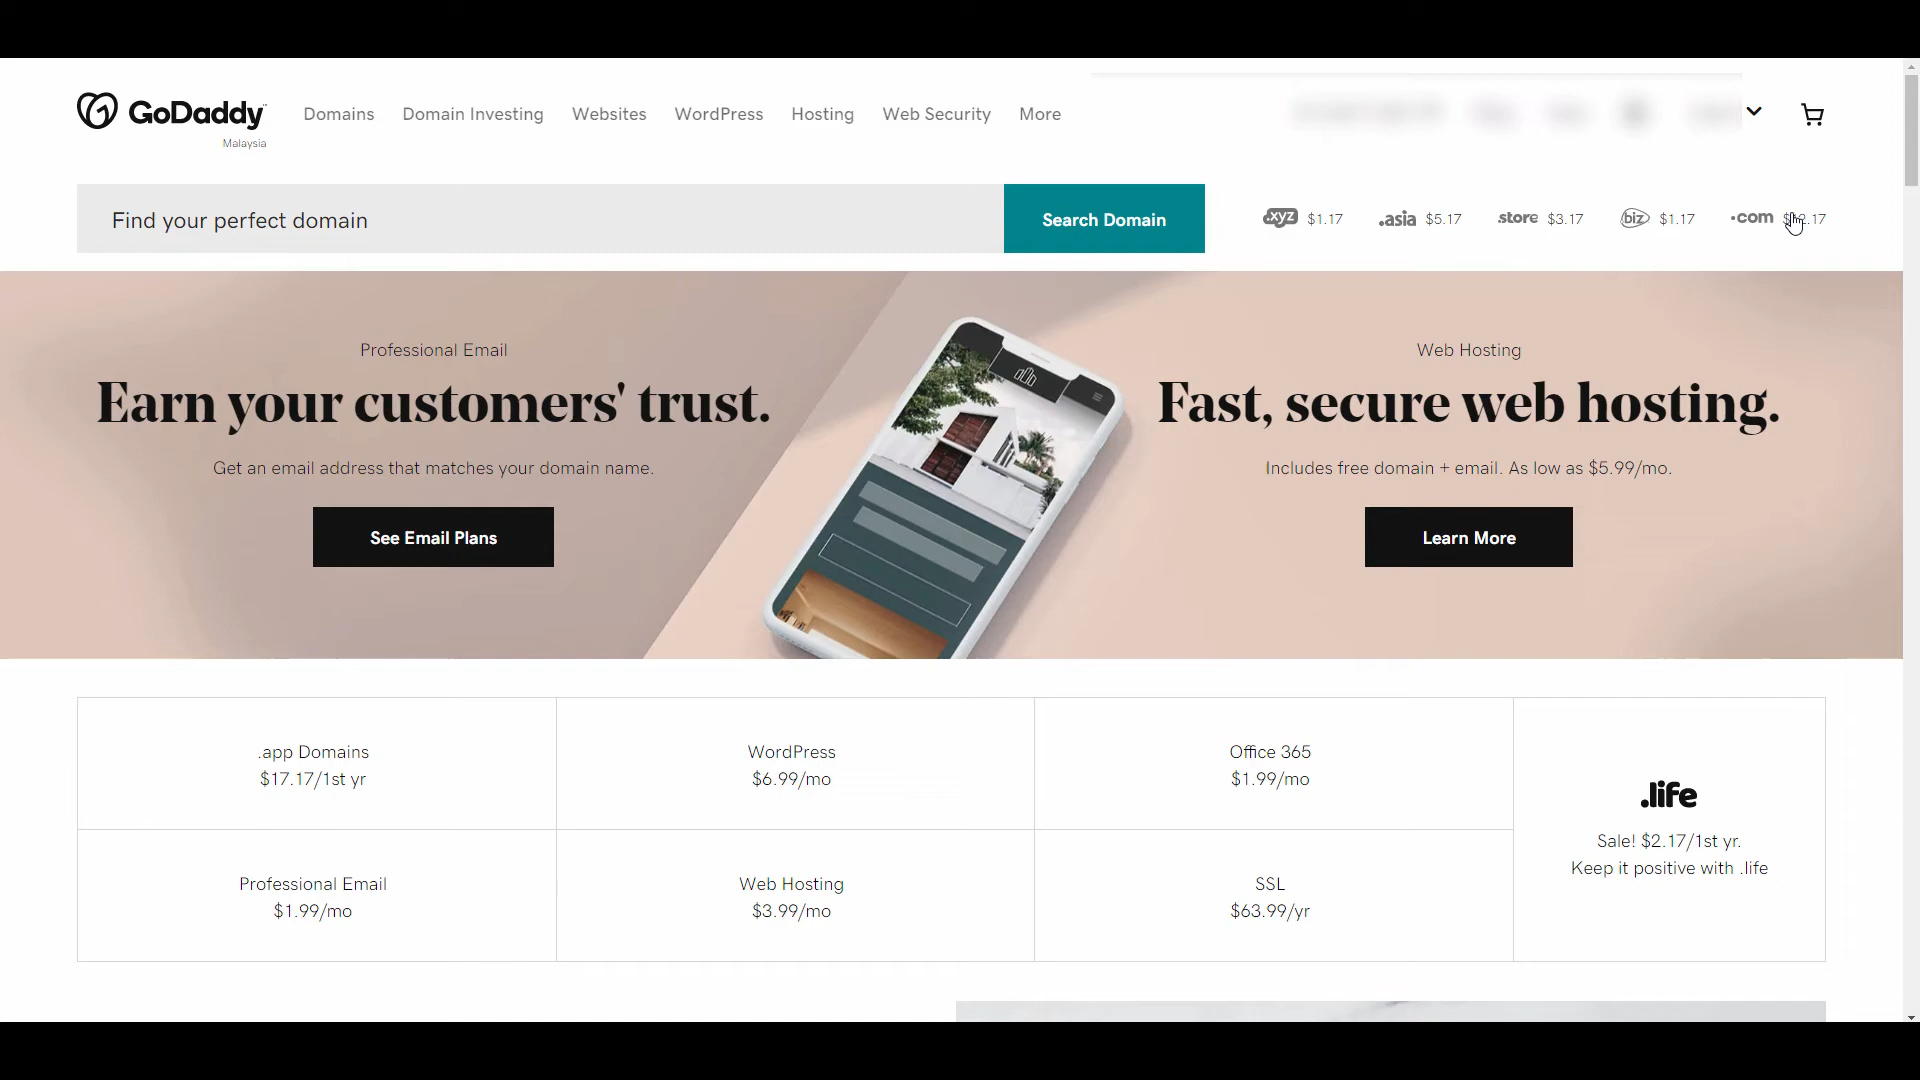 GoDaddy
Malaysia
Domains Domain Investing Websites WordPress Hosting Web Security More
Find your perfect domain
Search Domain
.xyz $1.17 .asia $5.17 .store $3.17 biz $1.17 .com
Professional Email
Earn your customers' trust.
Get an email address that matches your domain name.
See Email Plans
Web Hosting
Fast, secure web hosting.
Includes free domain + email. As low as $5.99/mo.
Learn More
.app Domains
$17.17/1st yr
WordPress
$6.99/mo
Office 365
$1.99/mo
.life
Sale! $2.17/1st yr.
Keep it positive with .life
Professional Email
$1.99/mo
Web Hosting
$3.99/mo
SSL
$63.99/yr